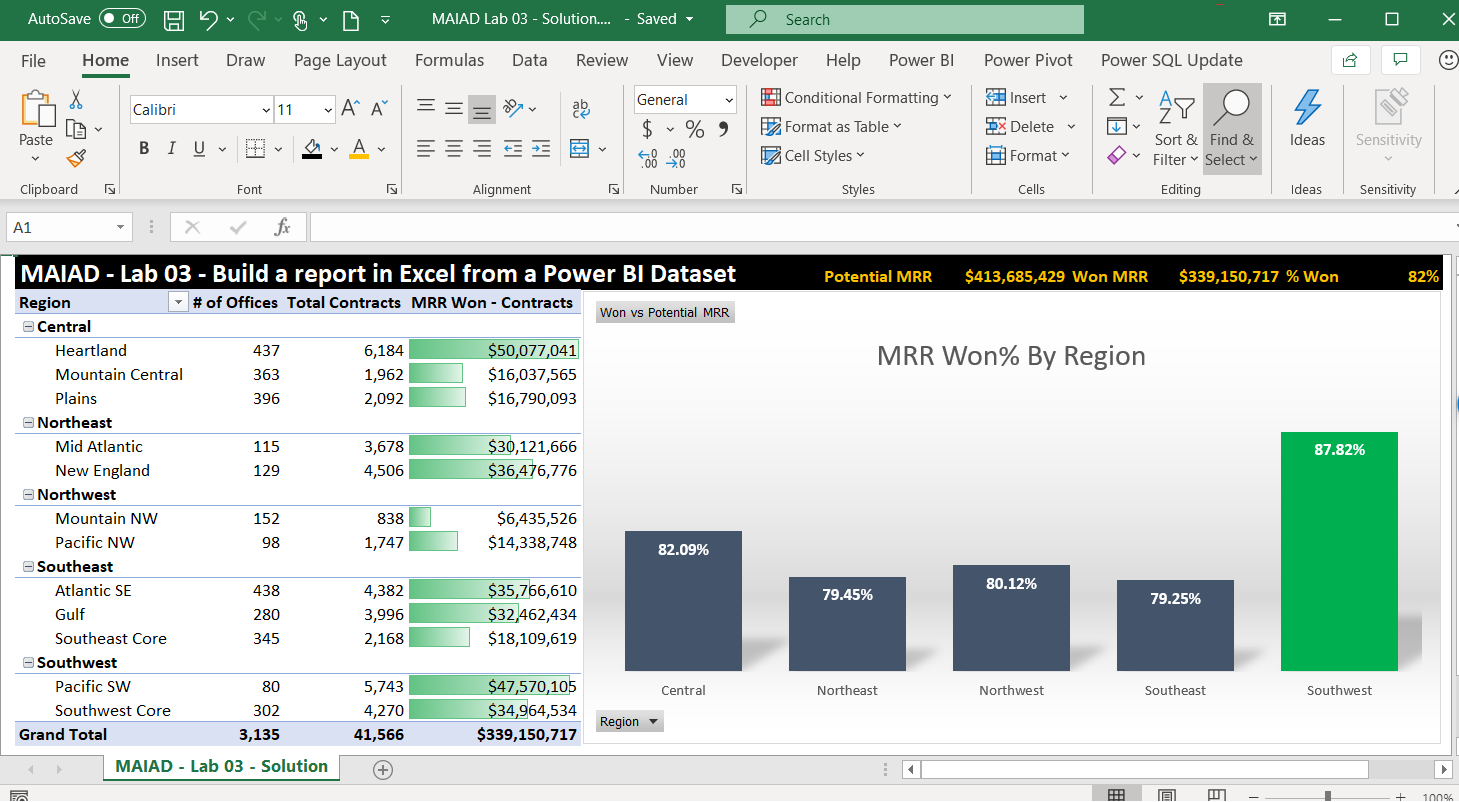 AutoSave Off MAIAD Lab 03 - Solution.... - Saved Search
File Home Insert Draw Page Layout Formulas Data Review View Developer Help Power BI Power Pivot Power SQL Update
Paste
Calibri 11
B I U A
ab
General
$ % 9
.00 .00
Conditional Formatting
Format as Table
Cell Styles
Insert
Delete
Format
Sort & Filter
Find & Select
Ideas
Sensitivity
Clipboard Font Alignment Number Styles Cells Editing Ideas Sensitivity
A1 fx
MAIAD - Lab 03 - Build a report in Excel from a Power BI Dataset Potential MRR $413,685,429 Won MRR $339,150,717 % Won 82%
Region # of Offices Total Contracts MRR Won - Contracts
Central
Heartland 437 6,184 $50,077,041
Mountain Central 363 1,962 $16,037,565
Plains 396 2,092 $16,790,093
Northeast
Mid Atlantic 115 3,678 $30,121,666
New England 129 4,506 $36,476,776
Northwest
Mountain NW 152 838 $6,435,526
Pacific NW 98 1,747 $14,338,748
Southeast
Atlantic SE 438 4,382 $35,766,610
Gulf 280 3,996 $32,462,434
Southeast Core 345 2,168 $18,109,619
Southwest
Pacific SW 80 5,743 $47,570,105
Southwest Core 302 4,270 $34,964,534
Grand Total 3,135 41,566 $339,150,717
Won vs Potential MRR
MRR Won% By Region
82.09% 79.45% 80.12% 79.25% 87.82%
Central Northeast Northwest Southeast Southwest
Region
MAIAD - Lab 03 - Solution
100%